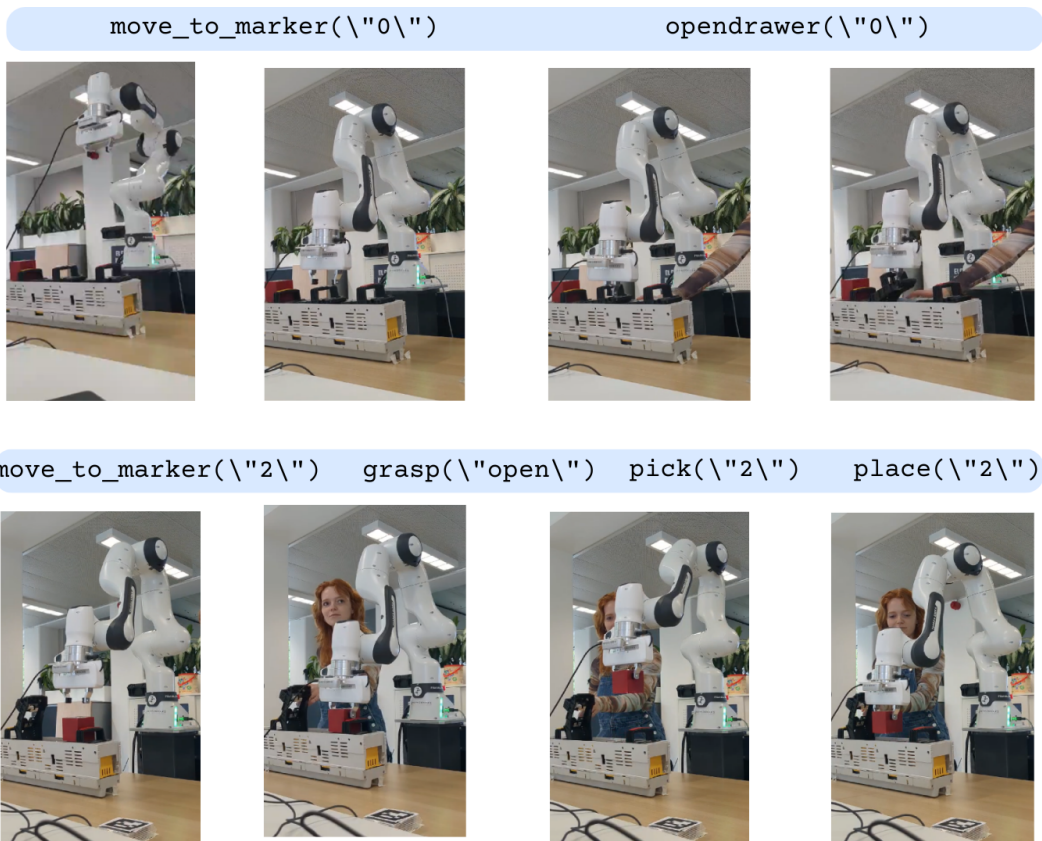 move_to_marker(\"0\")
opendrawer(\"0\")
move_to_marker(\"2\")
grasp(\"open\")
pick(\"2\")
place(\"2\")